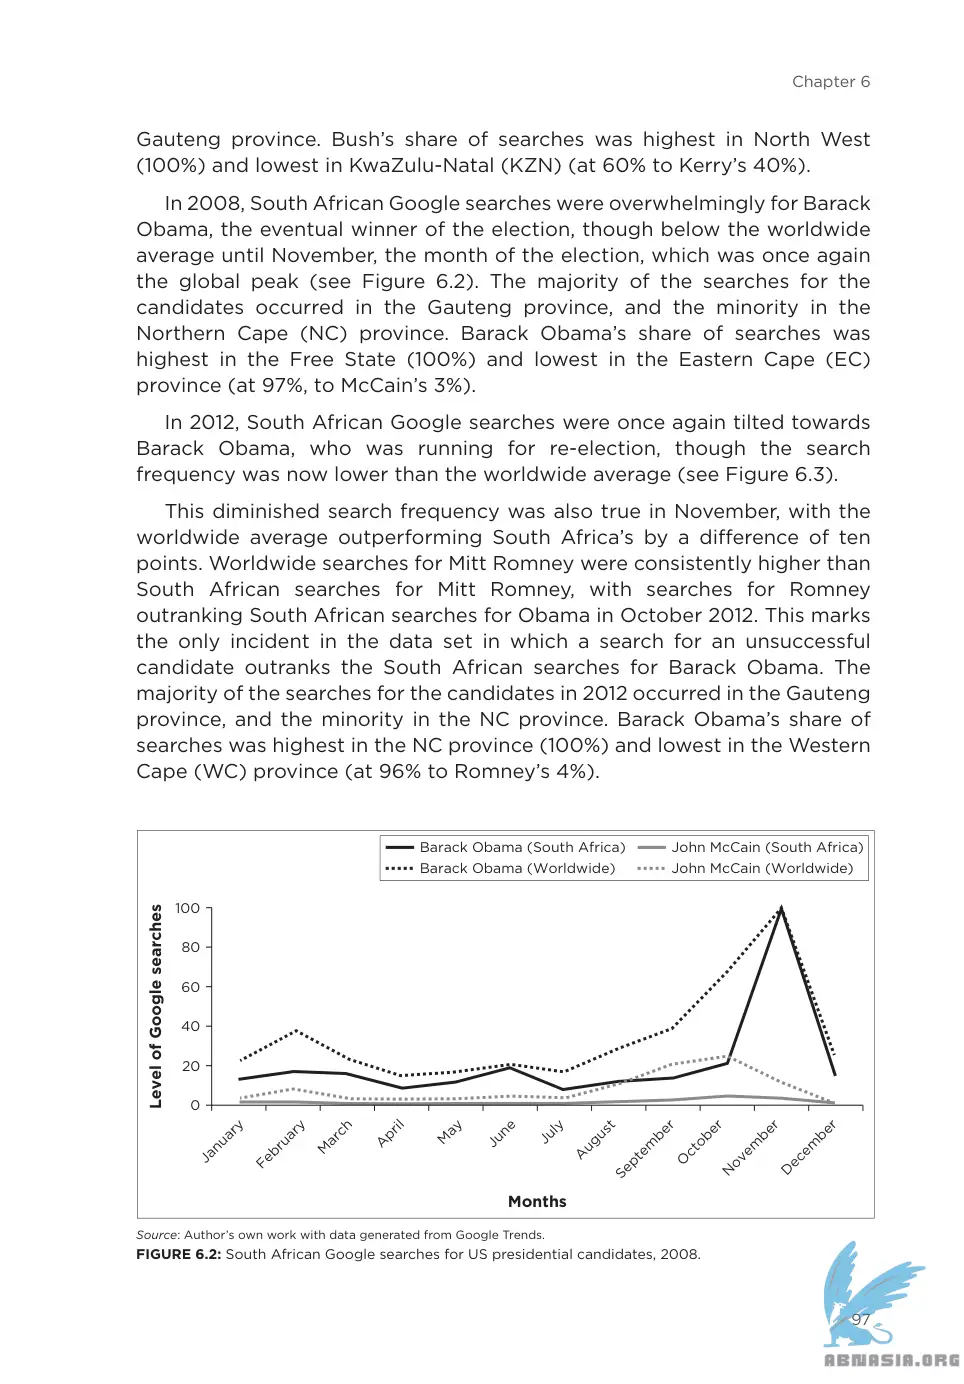 Chapter 6
Gauteng province. Bush’s share of searches was highest in North West
(100%) and lowest in KwaZulu-Natal (KZN) (at 60% to Kerry’s 40%).
In 2008, South African Google searches were overwhelmingly for Barack
Obama, the eventual winner of the election, though below the worldwide
average until November, the month of the election, which was once again
the global peak (see Figure 6.2). The majority of the searches for the
candidates occurred in the Gauteng province, and the minority in the
Northern Cape (NC) province. Barack Obama’s share of searches was
highest in the Free State (100%) and lowest in the Eastern Cape (EC)
province (at 97%, to McCain’s 3%).
In 2012, South African Google searches were once again tilted towards
Barack Obama, who was running for re-election, though the search
frequency was now lower than the worldwide average (see Figure 6.3).
This diminished search frequency was also true in November, with the
worldwide average outperforming South Africa’s by a difference of ten
points. Worldwide searches for Mitt Romney were consistently higher than
South African searches for Mitt Romney, with searches for Romney
outranking South African searches for Obama in October 2012. This marks
the only incident in the data set in which a search for an unsuccessful
candidate outranks the South African searches for Barack Obama. The
majority of the searches for the candidates in 2012 occurred in the Gauteng
province, and the minority in the NC province. Barack Obama’s share of
searches was highest in the NC province (100%) and lowest in the Western
Cape (WC) province (at 96% to Romney’s 4%).
Barack Obama (South Africa) John McCain (South Africa)
Barack Obama (Worldwide) John McCain (Worldwide)
Level of Google searches
100
80
60
40
20
0
January February March April May June July August September October November December
Months
Source: Author’s own work with data generated from Google Trends.
FIGURE 6.2: South African Google searches for US presidential candidates, 2008.
97
ABNASIA.ORG